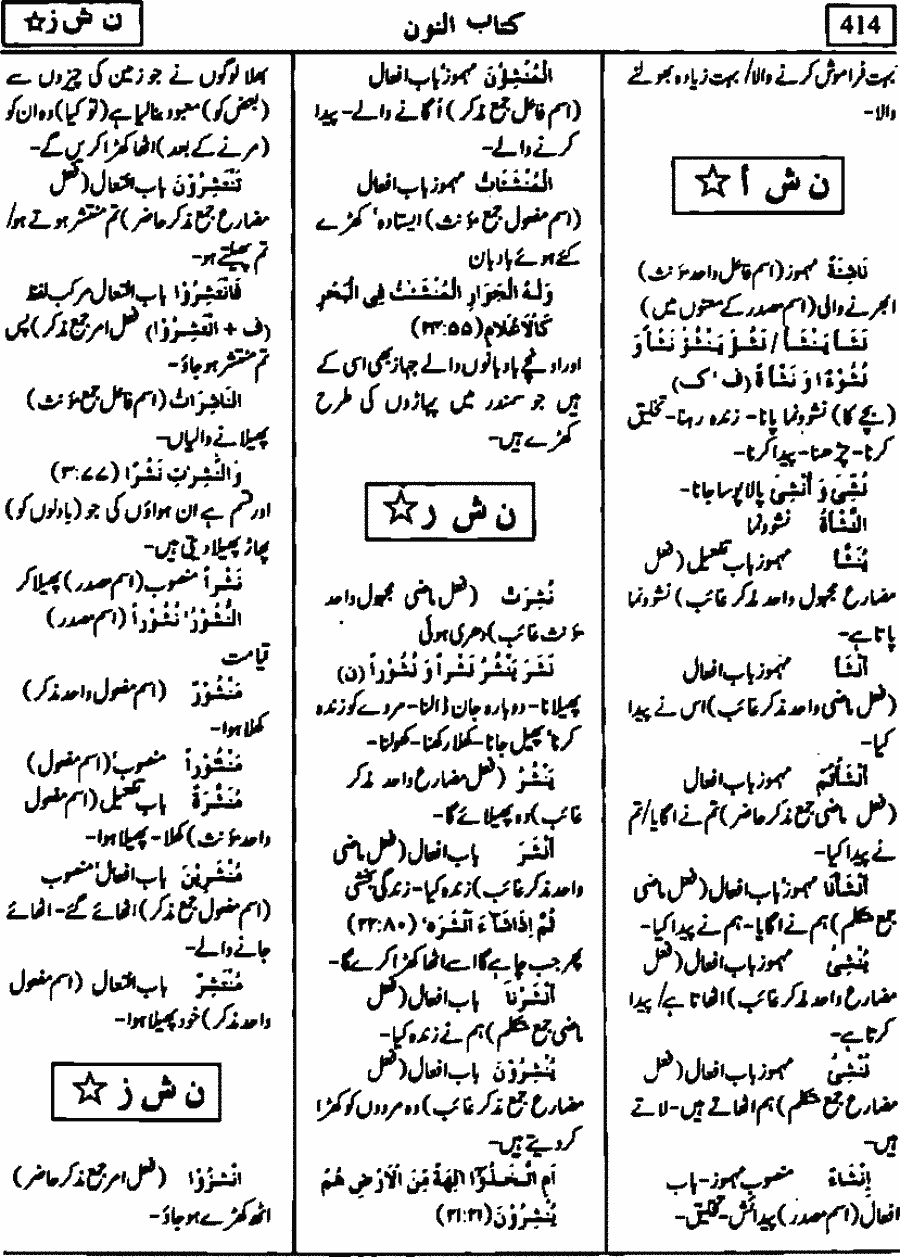 414
کتاب النون
ن ش ز ☆
بہت فراموش کرنے والا/ بہت زیادہ بھولنے
والا-
ن ش أ ☆
نَاشِئَةٌ مہموز (اسم فاعل واحد مؤنث)
ابھرنے والی (اسم مصدر کے معنوں میں)
نَشَأَ یَنْشَأُ / نَشُؤَ یَنْشُؤُ نَشْأً وَ
نُشُوْءًا وَ نَشْأَةً (ف' ک)
(بچے کا) نشوونما پانا- زندہ رہنا- تخلیق
کرنا- چڑھنا- پیدا کرنا-
نُشِّیَ وَ أُنْشِیَ پالا پوسا جانا-
النَّشْأَةُ نشوونما
یُنَشَّأُ مہموز باب تفعیل (فعل
مضارع مجہول واحد مذکر غائب) نشوونما
پاتا ہے-
أَنْشَأَ مہموز باب افعال
(فعل ماضی واحد مذکر غائب) اس نے پیدا
کیا-
أَنْشَأْتُمْ مہموز باب افعال
(فعل ماضی جمع مذکر حاضر) تم نے اگایا/ تم
نے پیدا کیا-
أَنْشَأْنَا مہموز باب افعال (فعل ماضی
جمع متکلم) ہم نے اگایا- ہم نے پیدا کیا-
یُنْشِئُ مہموز باب افعال (فعل
مضارع واحد مذکر غائب) اٹھاتا ہے/ پیدا
کرتا ہے-
نُنْشِئُ مہموز باب افعال (فعل
مضارع جمع متکلم) ہم اٹھاتے ہیں- لاتے
ہیں-
إِنْشَاءً منصوب مہموز- باب
افعال (اسم مصدر) پیدائش- تخلیق-
الْمُنْشِؤُنَ مہموز باب افعال
(اسم فاعل جمع مذکر) اگانے والے- پیدا
کرنے والے-
الْمُنْشَئَاتُ مہموز باب افعال
(اسم مفعول جمع مؤنث) ایستادہ' کھڑے
کئے ہوئے بادبان
وَلَهُ الْجَوَارِ الْمُنْشَئٰتُ فِی الْبَحْرِ
کَالْاَعْلَامِ (۲۴:۵۵)
اور اونچے بادبانوں والے جہاز بھی اسی کے
ہیں جو سمندر میں پہاڑوں کی طرح
کھڑے ہیں-
ن ش ر ☆
نُشِرَتْ (فعل ماضی مجہول واحد
مؤنث غائب) دھری ہوئی
نَشَرَ یَنْشُرُ نَشْراً وَ نُشُوْراً (ن)
پھیلانا- دوبارہ جان ڈالنا- مردے کو زندہ
کرنا' پھیل جانا- کھلا رکھنا- کھولنا-
یَنْشُرُ (فعل مضارع واحد مذکر
غائب) وہ پھیلائے گا-
أَنْشَرَ باب افعال (فعل ماضی
واحد مذکر غائب) زندہ کیا- زندگی بخشی
ثُمَّ اِذَا شَآءَ اَنْشَرَہ' (۲۲:۸۰)
پھر جب چاہے گا اسے اٹھا کھڑا کرے گا-
أَنْشَرْنَا باب افعال (فعل
ماضی جمع متکلم) ہم نے زندہ کیا-
یُنْشِرُوْنَ باب افعال (فعل
مضارع جمع مذکر غائب) وہ مردوں کو کھڑا
کر دیتے ہیں-
اَمِ اتَّخَذُوْۤا اٰلِهَةً مِّنَ الْاَرْضِ هُمْ
یُنْشِرُوْنَ (۲۱:۲۱)
بھلا لوگوں نے جو زمین کی چیزوں سے
(بعض کو) معبود بنا لیا ہے (تو کیا) وہ ان کو
(مرنے کے بعد) اٹھا کھڑا کریں گے-
تَنْتَشِرُوْنَ باب افتعال (فعل
مضارع جمع مذکر حاضر) تم منتشر ہوتے ہو/
تم پھیلتے ہو-
فَانْتَشِرُوْا باب افتعال مرکب لفظ
(ف + انْتَشِرُوْا) فعل امر جمع مذکر) پس
تم منتشر ہو جاؤ-
النَّاشِرَاتُ (اسم فاعل جمع مؤنث)
پھیلانے والیاں-
وَالنّٰشِرٰتِ نَشْرًا (۳:۷۷)
اور قسم ہے ان ہواؤں کی جو (بادلوں کو)
پھاڑ پھیلا دیتی ہیں-
نَشْراً منصوب (اسم مصدر) پھیلا کر
النُّشُوْرُ' نُشُوْراً (اسم مصدر)
قیامت
مَنْشُوْرٌ (اسم مفعول واحد مذکر)
کھلا ہوا-
مَنْشُوْراً منصوب' (اسم مفعول)
مُنَشَّرَةً باب تفعیل (اسم مفعول
واحد مؤنث) کھلا- پھیلا ہوا-
مُنْشَرِیْنَ باب افعال' منصوب
(اسم مفعول جمع مذکر) اٹھائے گئے- اٹھائے
جانے والے-
مُنْتَشِرٌ باب افتعال (اسم مفعول
واحد مذکر) خود پھیلا ہوا-
ن ش ز ☆
انْشُزُوْا (فعل امر جمع مذکر حاضر)
اٹھ کھڑے ہو جاؤ-